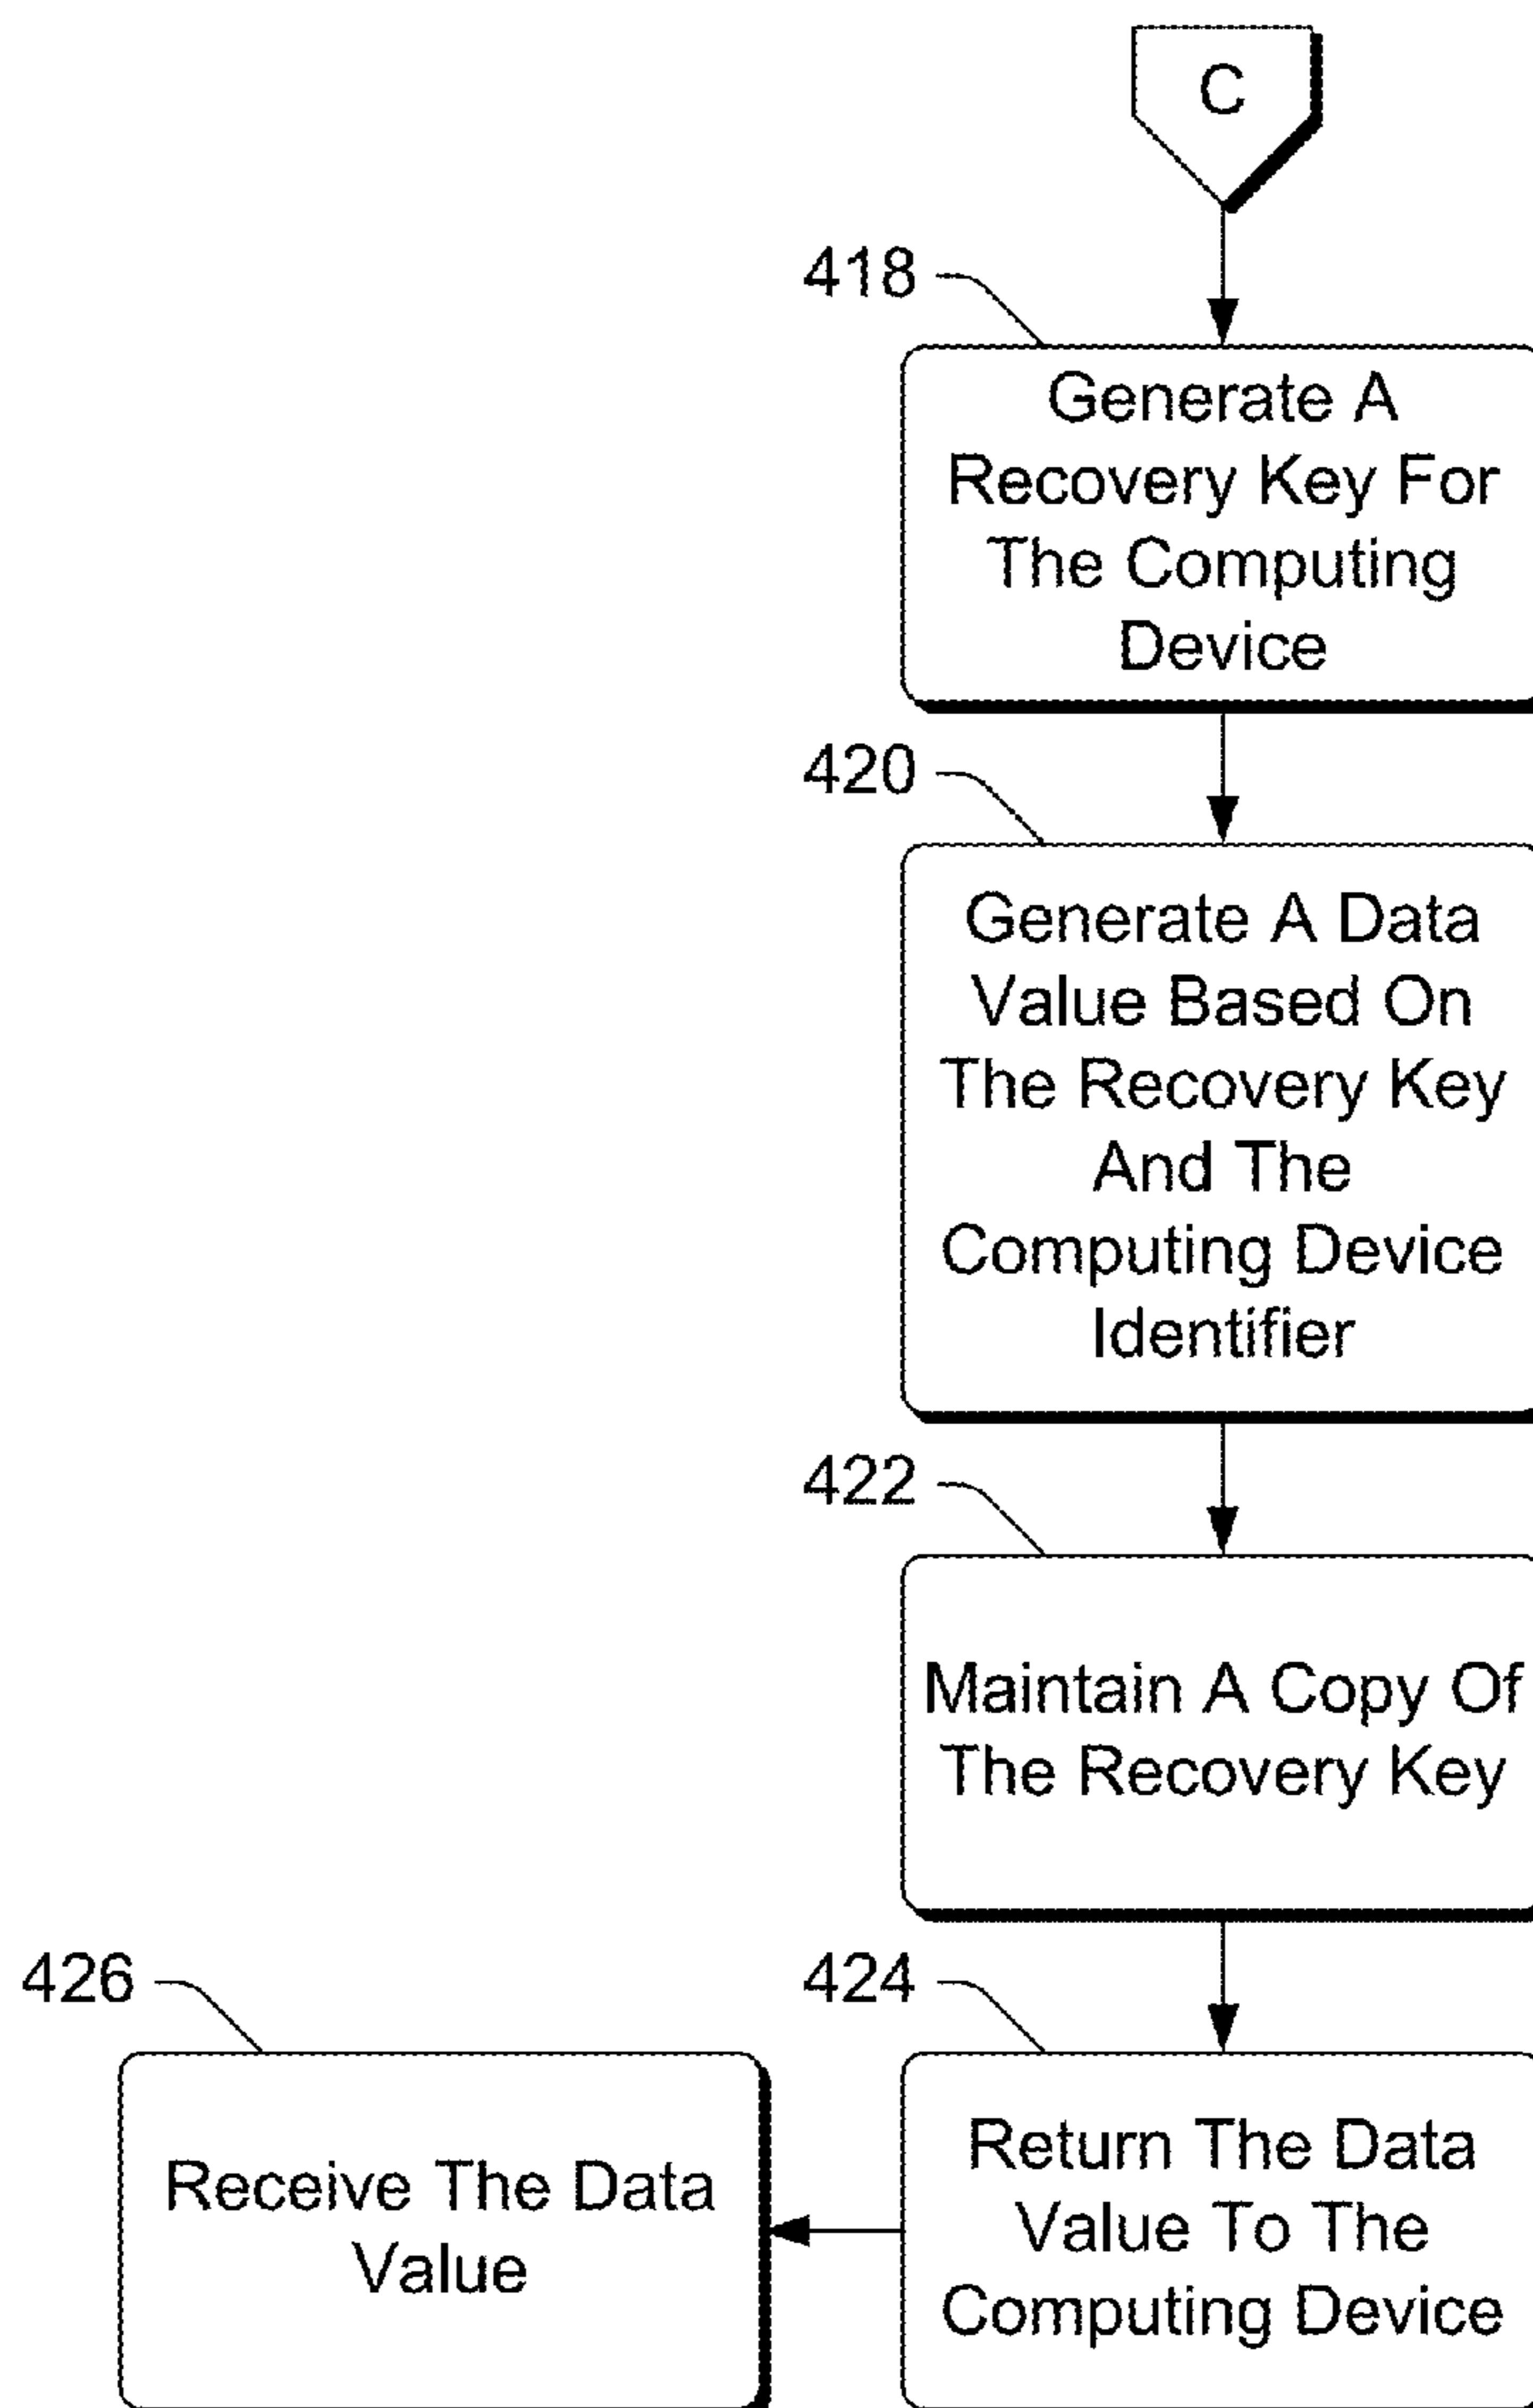 C
418
Generate A
Recovery Key For
The Computing
Device
420
Generate A Data
Value Based On
The Recovery Key
And The
Computing Device
Identifier
422
Maintain A Copy Of
The Recovery Key
426
424
Receive The Data
Value
Return The Data
Value To The
Computing Device